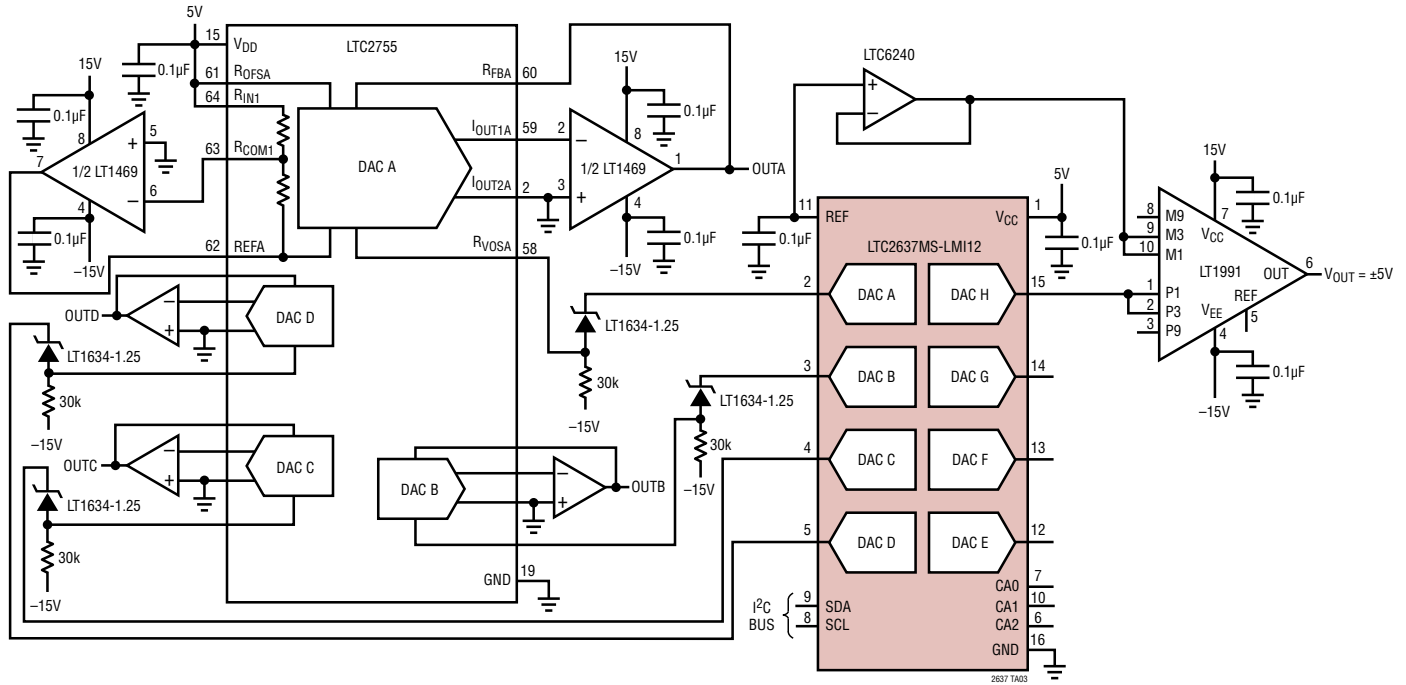 5V
15
VDD
LTC2755
0.1µF
61
ROFSA
64
RIN1
15V
0.1µF
8
5
+
7
1/2 LT1469
6
–
4
0.1µF
–15V
63
RCOM1
62
REFA
DAC A
RFBA
60
IOUT1A
59
IOUT2A
2
RVOSA
58
15V
8
0.1µF
2
–
1/2 LT1469
3
+
1
OUTA
4
0.1µF
–15V
LTC6240
+
–
11
REF
0.1µF
5V
1
VCC
0.1µF
LTC2637MS-LMI12
2
DAC A
DAC H
15
3
DAC B
DAC G
14
4
DAC C
DAC F
13
5
DAC D
DAC E
12
CA0
7
CA1
10
CA2
6
GND
16
I2C
BUS
9
SDA
8
SCL
2637 TA03
15V
7
0.1µF
8
M9
9
M3
10
M1
VCC
LT1991
OUT
6
VOUT = ±5V
1
P1
2
P3
3
P9
VEE
4
REF
5
0.1µF
–15V
LT1634-1.25
30k
–15V
LT1634-1.25
30k
–15V
OUTD
–
+
DAC D
LT1634-1.25
30k
–15V
OUTC
–
+
DAC C
LT1634-1.25
30k
–15V
DAC B
–
+
OUTB
GND
19